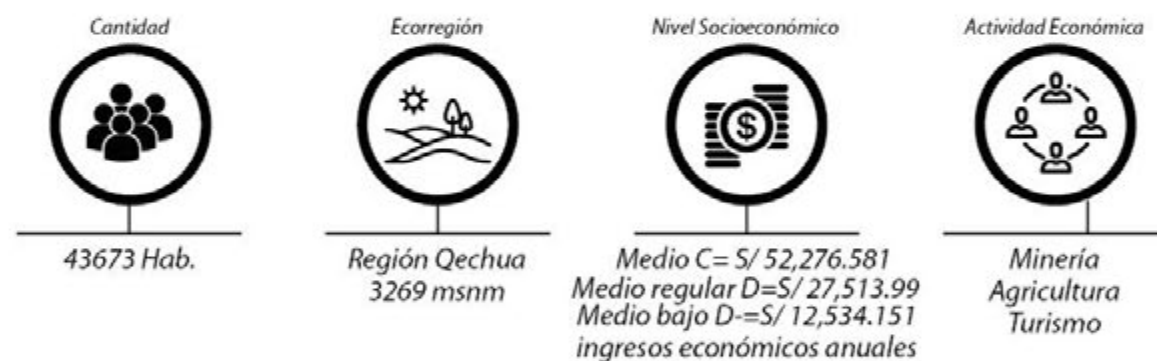 Cantidad
43673 Hab.
Ecorregión
Región Qechua
3269 msnm
Nivel Socioeconómico
$
Medio C= S/ 52,276.581
Medio regular D=S/ 27,513.99
Medio bajo D-=S/ 12,534.151
ingresos económicos anuales
Actividad Económica
Minería
Agricultura
Turismo